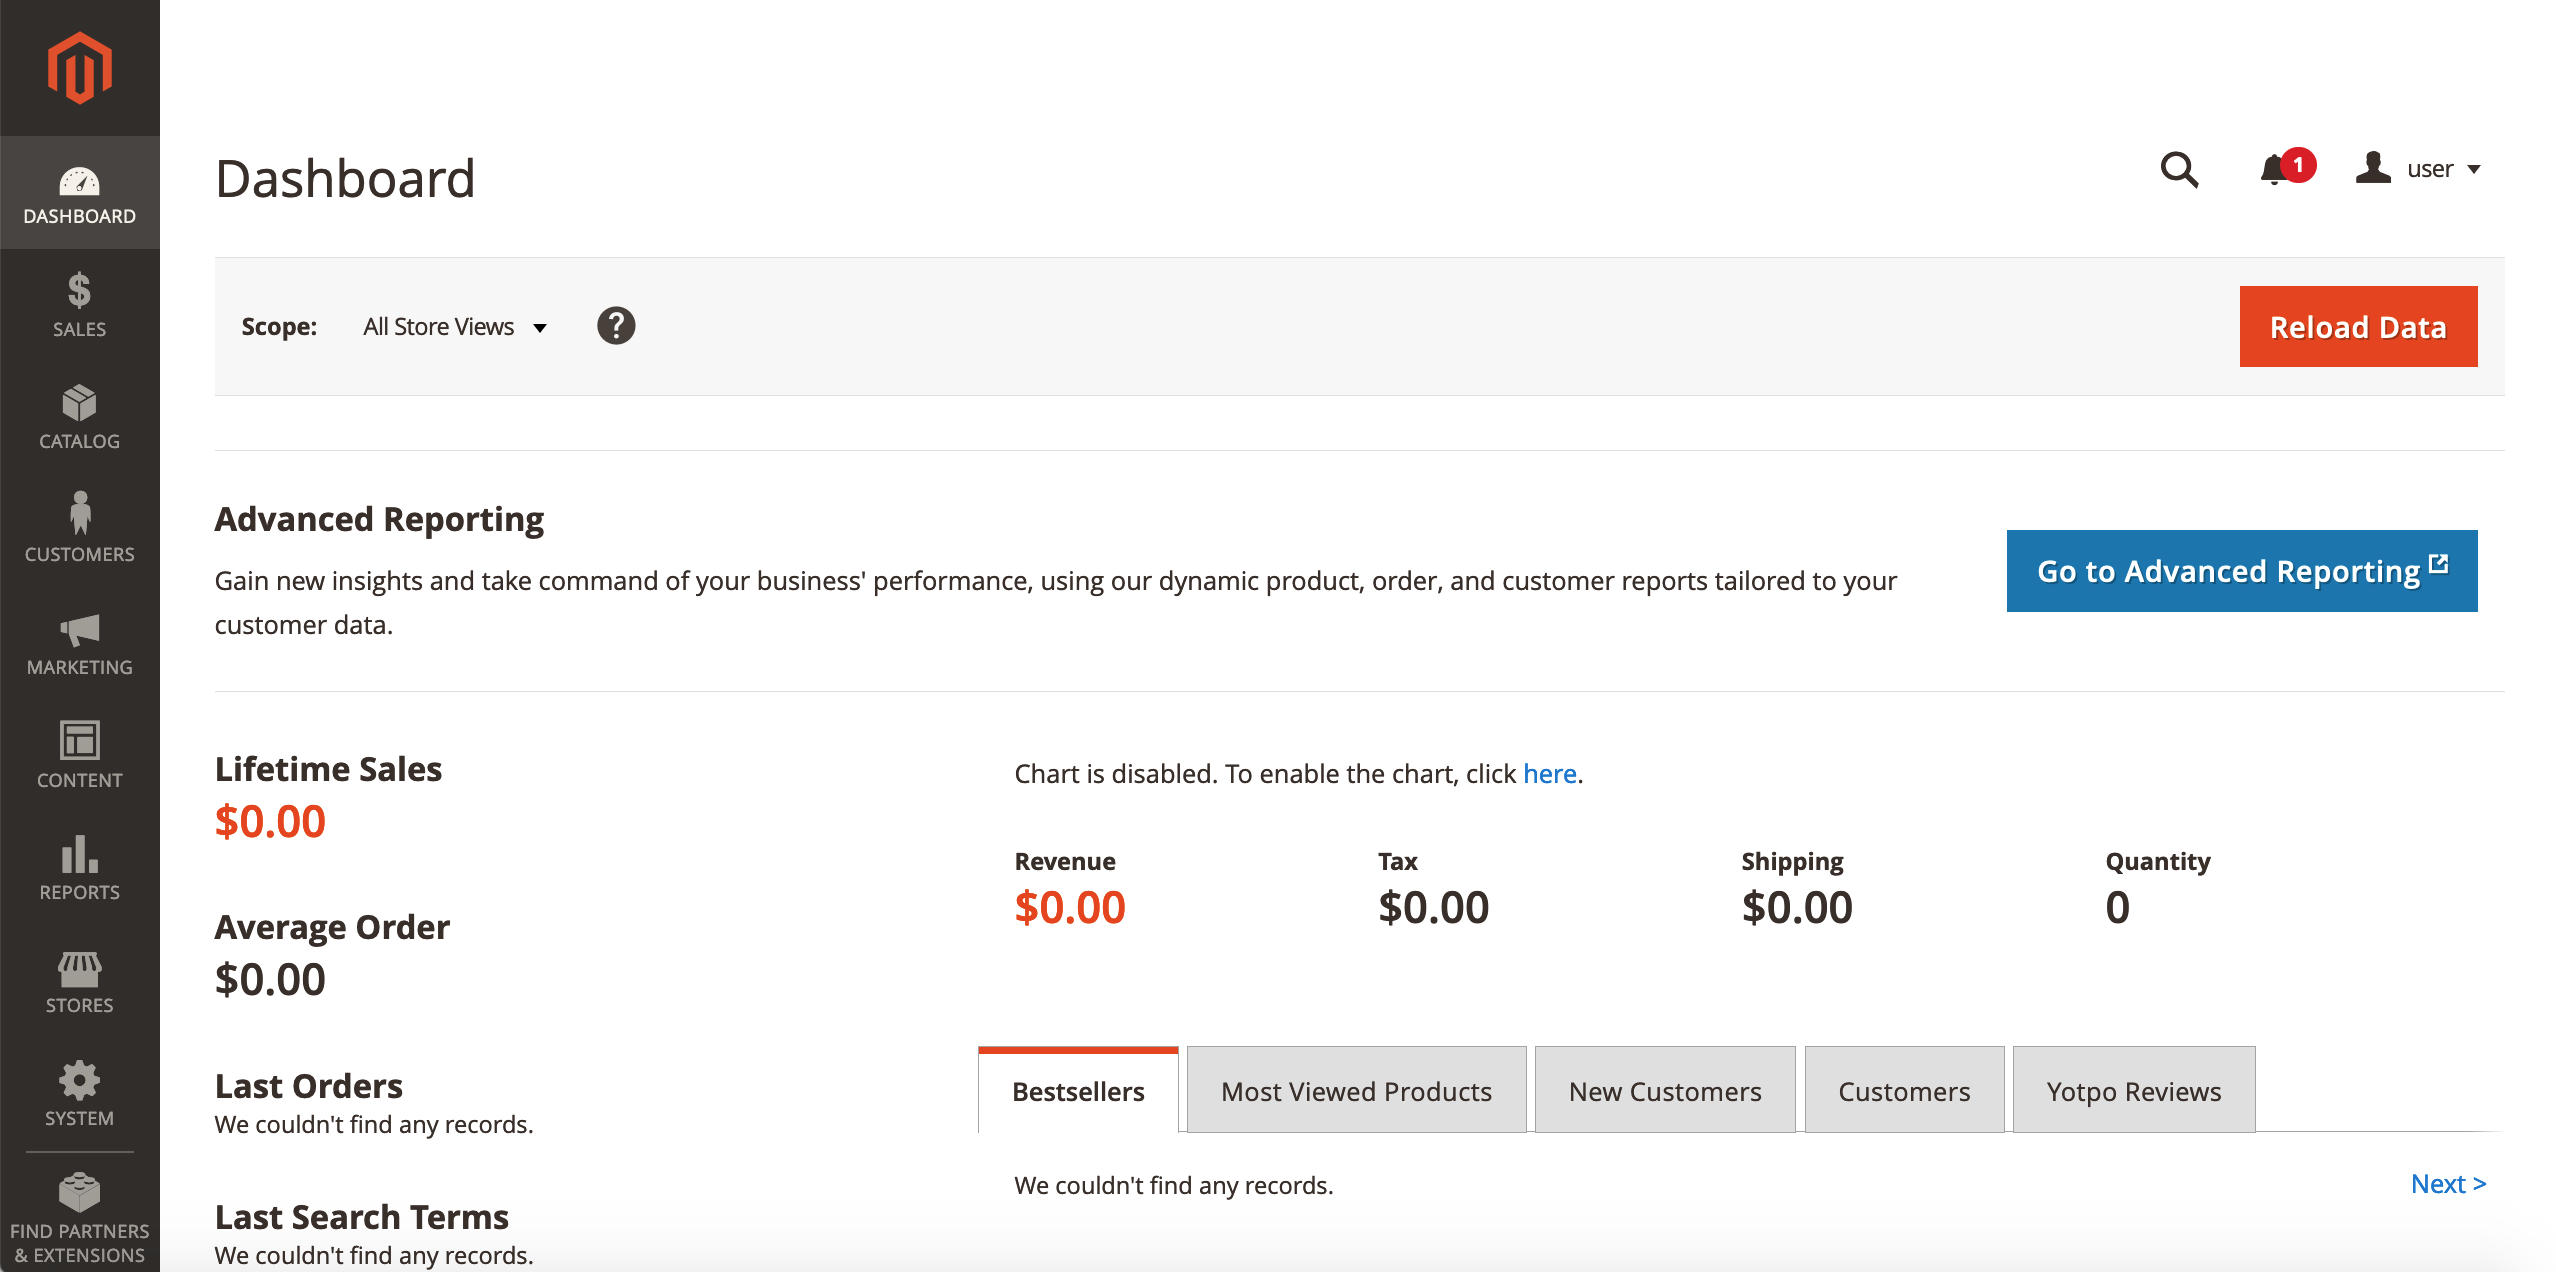 DASHBOARD
SALES
CATALOG
CUSTOMERS
MARKETING
CONTENT
REPORTS
STORES
SYSTEM
FIND PARTNERS
& EXTENSIONS
Dashboard
1
user
Scope: All Store Views ?
Reload Data
Advanced Reporting
Gain new insights and take command of your business' performance, using our dynamic product, order, and customer reports tailored to your
customer data.
Go to Advanced Reporting
Lifetime Sales
$0.00
Average Order
$0.00
Last Orders
We couldn't find any records.
Last Search Terms
We couldn't find any records.
Chart is disabled. To enable the chart, click here.
Revenue Tax Shipping Quantity
$0.00 $0.00 $0.00 0
Bestsellers Most Viewed Products New Customers Customers Yotpo Reviews
We couldn't find any records.
Next >